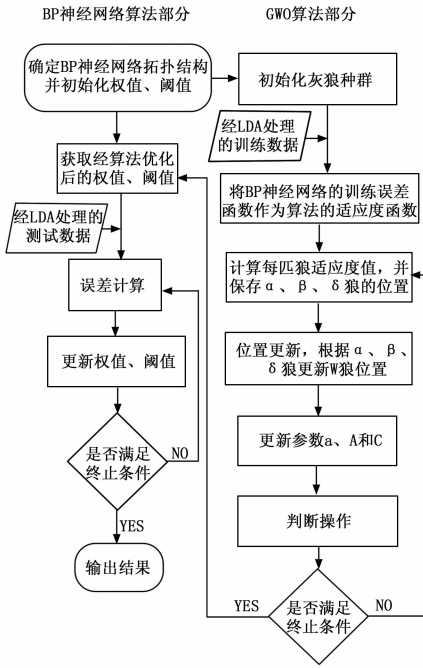 BP神经网络算法部分
GWO算法部分
确定BP神经网络拓扑结构
并初始化权值、阈值
初始化灰狼种群
经LDA处理
的训练数据
获取经算法优化
后的权值、阈值
将BP神经网络的训练误差
函数作为算法的适应度函数
经LDA处理的
测试数据
计算每匹狼适应度值，并
保存α、β、δ狼的位置
误差计算
位置更新，根据α、β、
δ狼更新W狼位置
更新权值、阈值
更新参数a、A和C
是否满足
终止条件
NO
判断操作
YES
输出结果
是否满足
终止条件
YES
NO